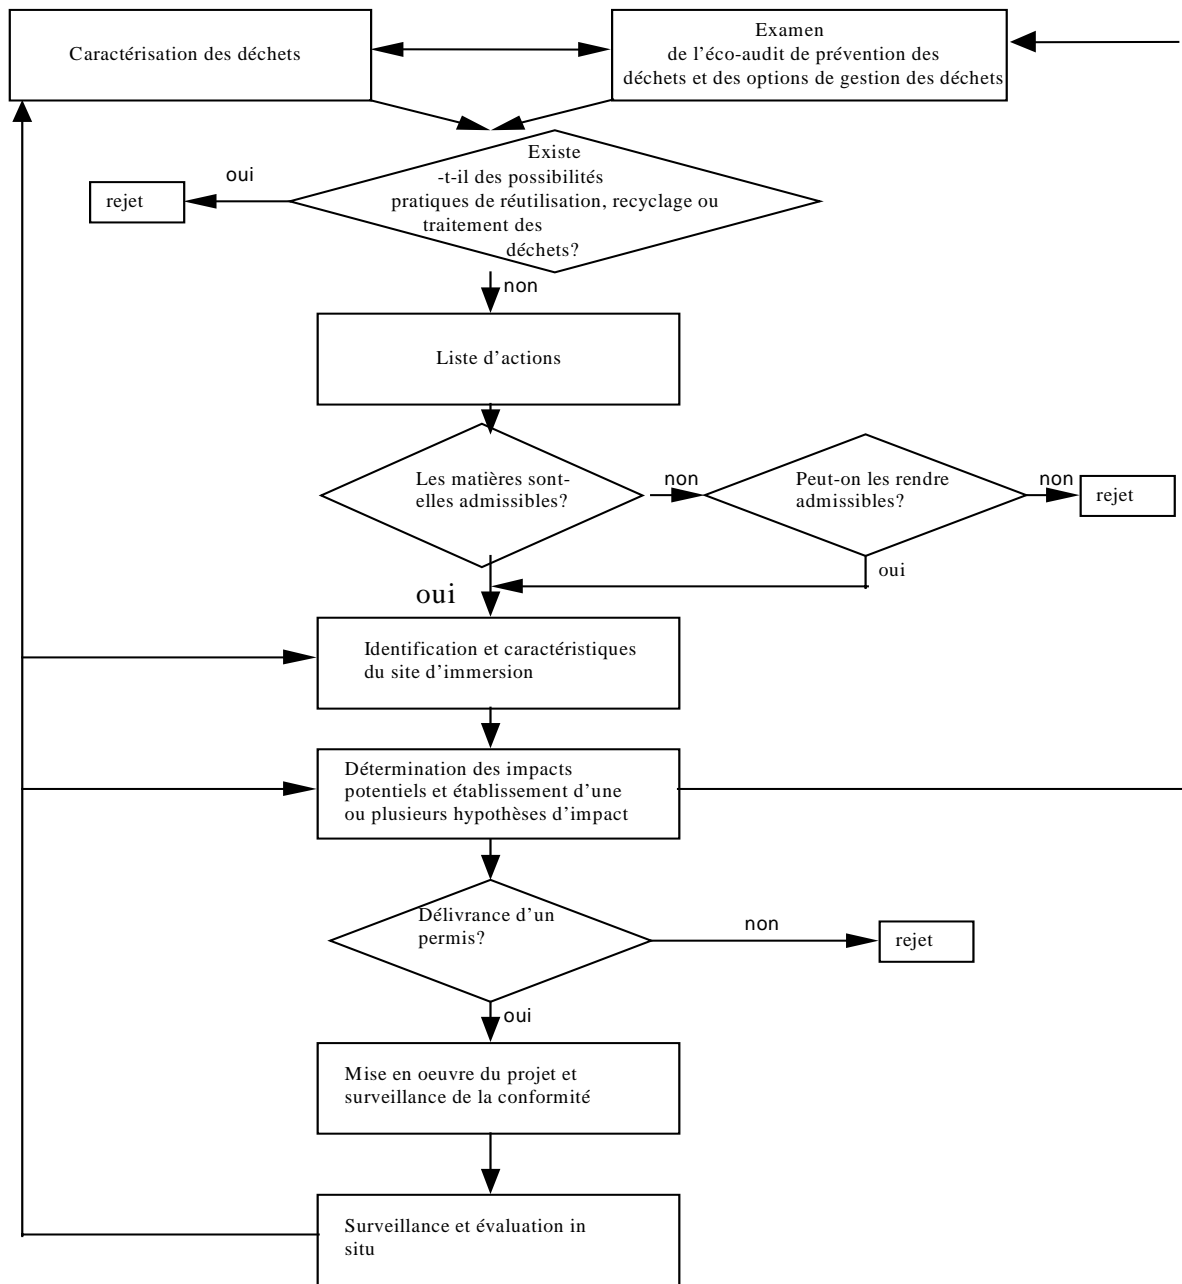 Caractérisation des déchets
Examen
de l'éco-audit de prévention des
déchets et des options de gestion des déchets
Existe
-t-il des possibilités
pratiques de réutilisation, recyclage ou
traitement des
déchets?
oui
rejet
non
Liste d'actions
Les matières sont-
elles admissibles?
non
Peut-on les rendre
admissibles?
non
rejet
oui
oui
Identification et caractéristiques
du site d'immersion
Détermination des impacts
potentiels et établissement d'une
ou plusieurs hypothèses d'impact
Délivrance d'un
permis?
non
rejet
oui
Mise en oeuvre du projet et
surveillance de la conformité
Surveillance et évaluation in
situ